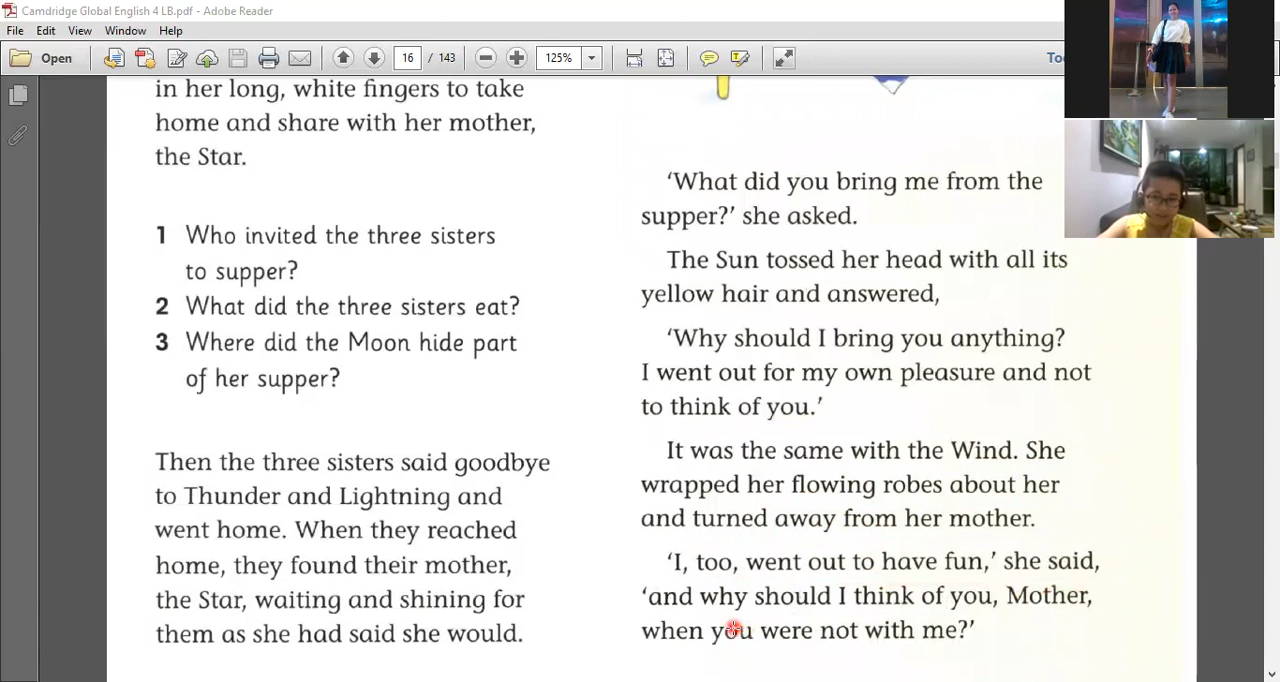 Camdridge Global English 4 LB.pdf - Adobe Reader
File Edit View Window Help
Open 16 / 143 125%
in her long, white fingers to take
home and share with her mother,
the Star.
1 Who invited the three sisters
to supper?
2 What did the three sisters eat?
3 Where did the Moon hide part
of her supper?
Then the three sisters said goodbye
to Thunder and Lightning and
went home. When they reached
home, they found their mother,
the Star, waiting and shining for
them as she had said she would.
‘What did you bring me from the
supper?’ she asked.
The Sun tossed her head with all its
yellow hair and answered,
‘Why should I bring you anything?
I went out for my own pleasure and not
to think of you.’
It was the same with the Wind. She
wrapped her flowing robes about her
and turned away from her mother.
‘I, too, went out to have fun,’ she said,
‘and why should I think of you, Mother,
when you were not with me?’